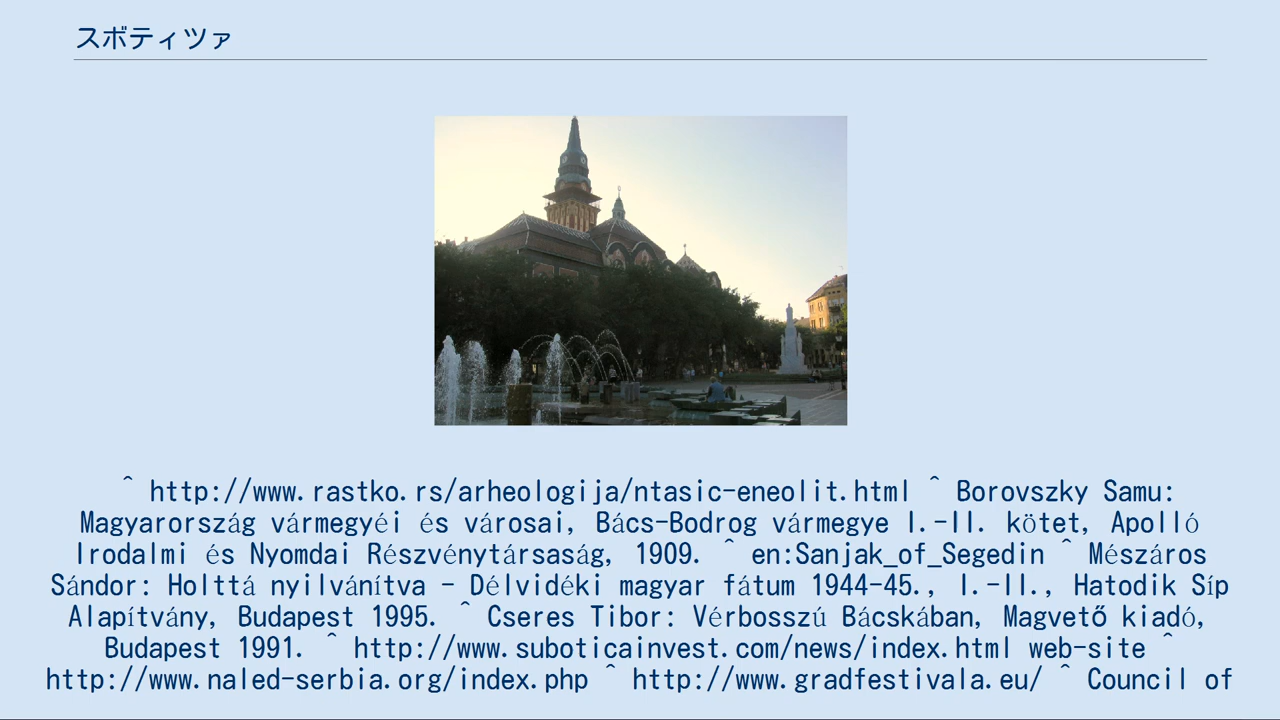 スボティツァ
^ http://www.rastko.rs/arheologija/ntasic-eneolit.html ^ Borovszky Samu:
Magyarország vármegyéi és városai, Bács-Bodrog vármegye I.-II. kötet, Apolló
Irodalmi és Nyomdai Részvénytársaság, 1909. ^ en:Sanjak_of_Segedin ^ Mészáros
Sándor: Holttá nyilvánítva - Délvidéki magyar fátum 1944-45., I.-II., Hatodik Síp
Alapítvány, Budapest 1995. ^ Cseres Tibor: Vérbosszú Bácskában, Magvető kiadó,
Budapest 1991. ^ http://www.suboticainvest.com/news/index.html web-site ^
http://www.naled-serbia.org/index.php ^ http://www.gradfestivala.eu/ ^ Council of